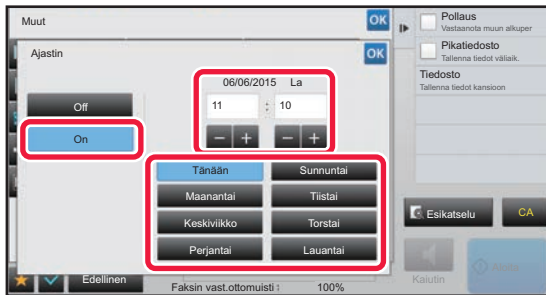 Muut
OK
Ajastin
OK
06/06/2015 La
11 : 10
Off
On
Tänään
Sunnuntai
Maanantai
Tiistai
Keskiviikko
Torstai
Perjantai
Lauantai
Edellinen
Faksin vast.ottomuisti : 100%
Pollaus
Vastaanota muun alkuper
Pikatiedosto
Tallenna tiedot väliaik.
Tiedosto
Tallenna tiedot kansioon
Esikatselu
CA
Kaiutin
Aloita